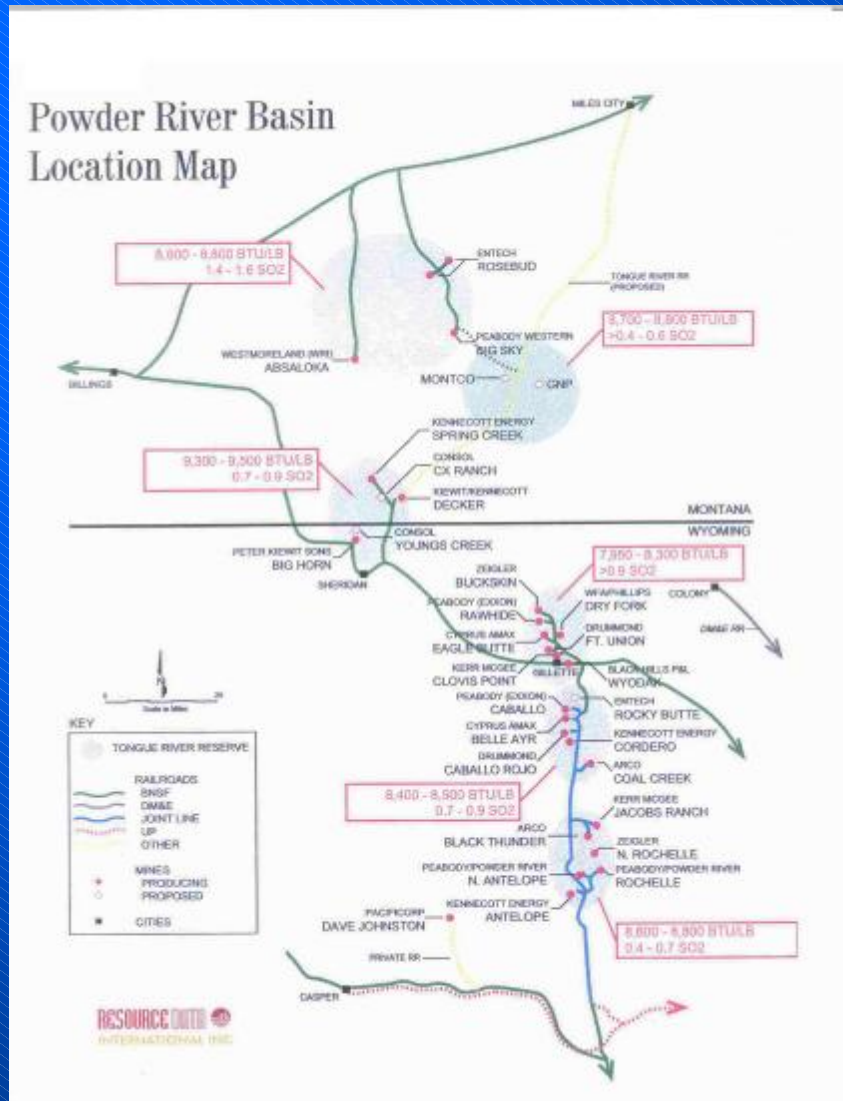 Powder River Basin
Location Map
MILES CITY
8,600 - 8,800 BTU/LB
1.4 - 1.6 SO2
ENTECH
ROSEBUD
TONGUE RIVER RR
(PROPOSED)
8,700 - 8,800 BTU/LB
>0.4 - 0.6 SO2
PEABODY WESTERN
BIG SKY
WESTMORELAND (WRI)
ABSALOKA
MONTCO
GNP
BILLINGS
KENNECOTT ENERGY
SPRING CREEK
CONSOL
CX RANCH
9,300 - 9,500 BTU/LB
0.7 - 0.9 SO2
KIEWIT/KENNECOTT
DECKER
MONTANA
WYOMING
CONSOL
YOUNGS CREEK
PETER KIEWIT SONS
BIG HORN
SHERIDAN
7,950 - 8,300 BTU/LB
>0.9 SO2
ZEIGLER
BUCKSKIN
WFA/PHILLIPS
DRY FORK
COLONY
PEABODY (EXXON)
RAWHIDE
DRUMMOND
FT. UNION
DM&E RR
CYPRUS AMAX
EAGLE BUTTE
KERR MCGEE
CLOVIS POINT
GILLETTE
BLACK HILLS P&L
WYODAK
PEABODY (EXXON)
CABALLO
ENTECH
ROCKY BUTTE
CYPRUS AMAX
BELLE AYR
KENNECOTT ENERGY
CORDERO
DRUMMOND
CABALLO ROJO
ARCO
COAL CREEK
8,400 - 8,500 BTU/LB
0.7 - 0.9 SO2
KERR MCGEE
JACOBS RANCH
ARCO
BLACK THUNDER
ZEIGLER
N. ROCHELLE
PEABODY/POWDER RIVER
N. ANTELOPE
PEABODY/POWDER RIVER
ROCHELLE
KENNECOTT ENERGY
ANTELOPE
8,600 - 8,800 BTU/LB
0.4 - 0.7 SO2
PACIFICORP
DAVE JOHNSTON
PRIVATE RR
CASPER
N
0
Scale in Miles
KEY
TONGUE RIVER RESERVE
RAILROADS
BNSF
DM&E
JOINT LINE
UP
OTHER
MINES
PRODUCING
PROPOSED
CITIES
RESOURCE DATA
INTERNATIONAL INC